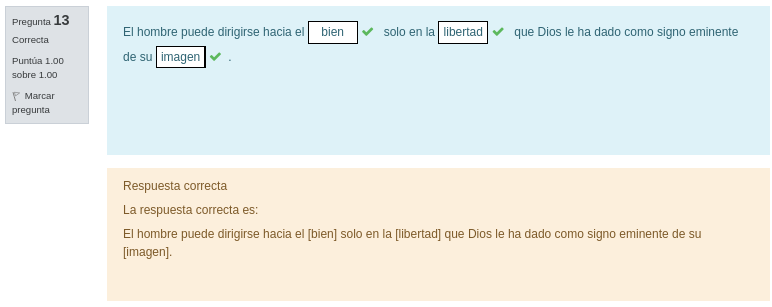 Pregunta 13
Correcta
Puntúa 1.00
sobre 1.00
Marcar
pregunta
El hombre puede dirigirse hacia el bien solo en la libertad que Dios le ha dado como signo eminente
de su imagen .
Respuesta correcta
La respuesta correcta es:
El hombre puede dirigirse hacia el [bien] solo en la [libertad] que Dios le ha dado como signo eminente de su
[imagen].